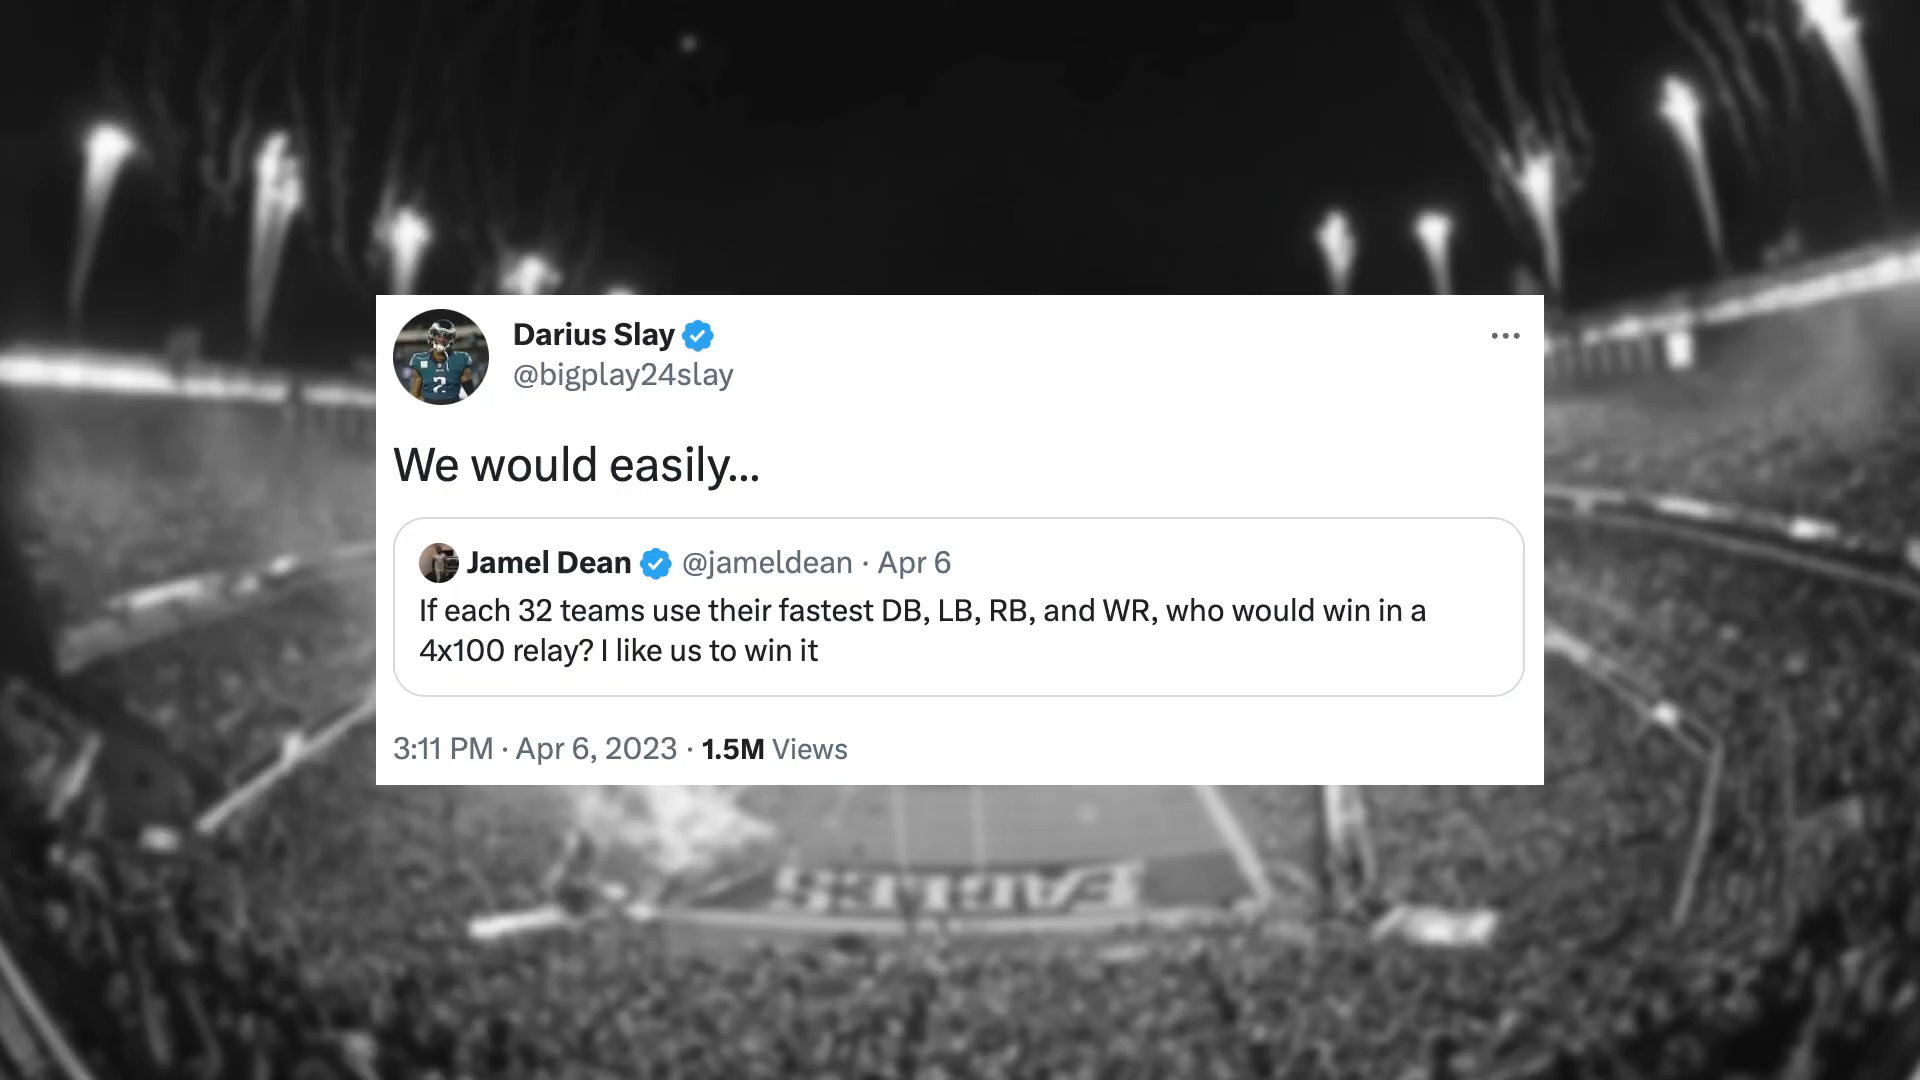 Darius Slay
@bigplay24slay
We would easily...
Jamel Dean @jameldean · Apr 6
If each 32 teams use their fastest DB, LB, RB, and WR, who would win in a
4x100 relay? I like us to win it
3:11 PM · Apr 6, 2023 · 1.5M Views
2
EAGLES